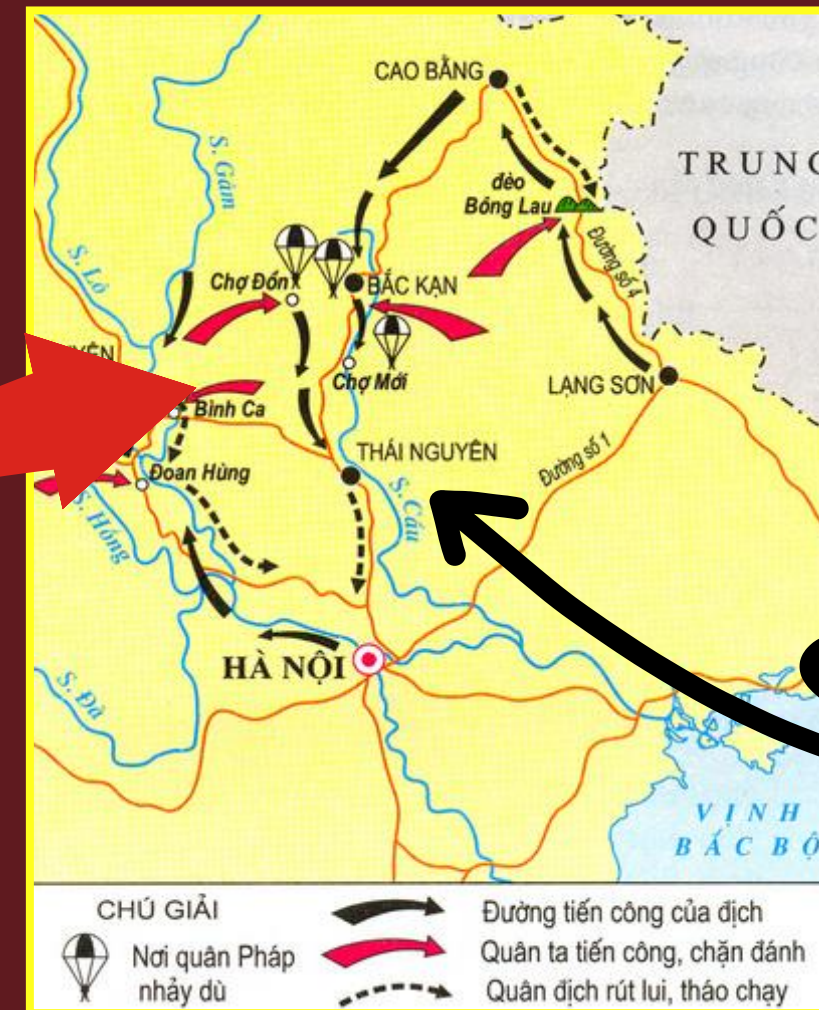 CAO BẰNG
TRUNG
QUỐC
S. Gâm
đèo
Bông Lau
Đường số 4
S. Lô
Chợ Đồn
BẮC KẠN
YÊN
Chợ Mới
LẠNG SƠN
Bình Ca
THÁI NGUYÊN
Đường số 1
Đoan Hùng
S. Cầu
S. Hồng
HÀ NỘI
S. Đà
VỊNH
BẮC BỘ
CHÚ GIẢI
Nơi quân Pháp
nhảy dù
Đường tiến công của địch
Quân ta tiến công, chặn đánh
Quân địch rút lui, tháo chạy